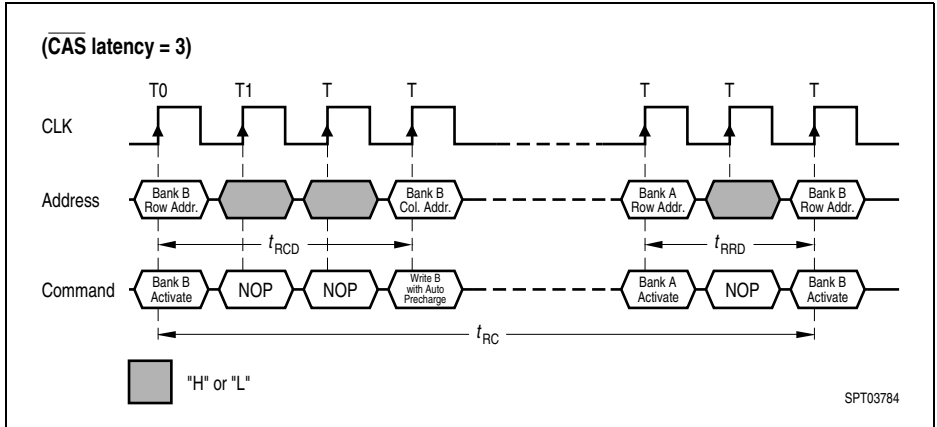 (CAS latency = 3)
T0 T1 T T T T T
CLK
Address
Bank B
Row Addr.
Bank B
Col. Addr.
Bank A
Row Addr.
Bank B
Row Addr.
tRCD
tRRD
Command
Bank B
Activate
NOP
NOP
Write B
with Auto
Precharge
Bank A
Activate
NOP
Bank B
Activate
tRC
"H" or "L"
SPT03784